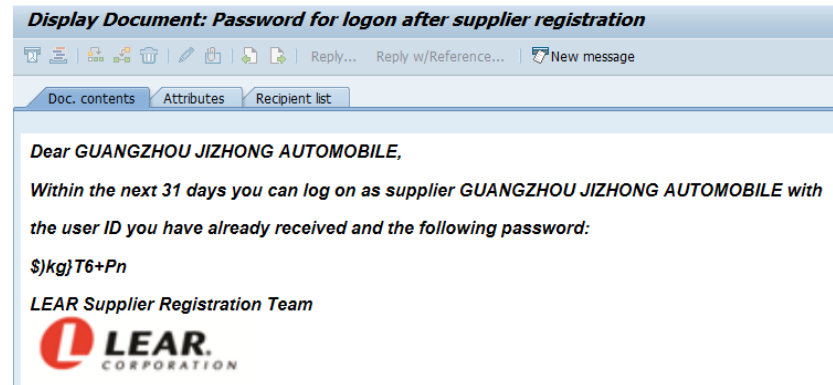 Display Document: Password for logon after supplier registration
Reply... Reply w/Reference... New message
Doc. contents Attributes Recipient list
Dear GUANGZHOU JIZHONG AUTOMOBILE,
Within the next 31 days you can log on as supplier GUANGZHOU JIZHONG AUTOMOBILE with
the user ID you have already received and the following password:
$)kg}T6+Pn
LEAR Supplier Registration Team
LEAR.
CORPORATION